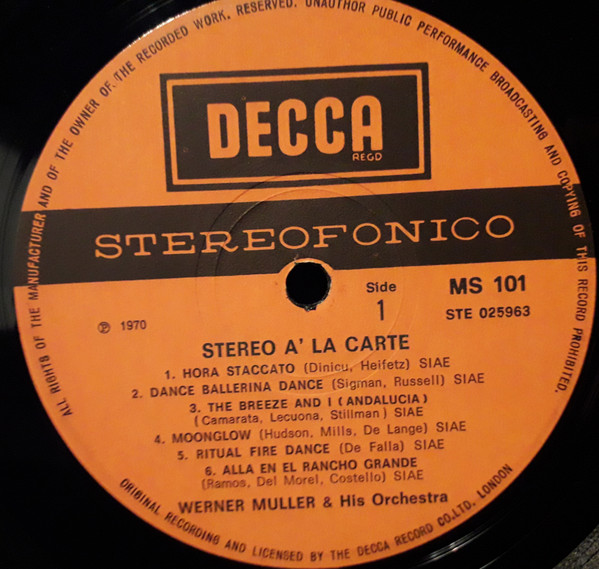 ALL RIGHTS OF THE MANUFACTURER AND OF THE OWNER OF THE RECORDED WORK. RESERVED. UNAUTHOR PUBLIC PERFORMANCE BROADCASTING AND COPYING OF THIS RECORD PROHIBITED.
DECCA
REGD
STEREOFONICO
Side
1
MS 101
STE 025963
℗ 1970
STEREO A' LA CARTE
1. HORA STACCATO (Dinicu, Heifetz) SIAE
2. DANCE BALLERINA DANCE (Sigman, Russell) SIAE
3. THE BREEZE AND I (ANDALUCIA)
(Camarata, Lecuona, Stillman) SIAE
4. MOONGLOW (Hudson, Mills, De Lange) SIAE
5. RITUAL FIRE DANCE (De Falla) SIAE
6. ALLA EN EL RANCHO GRANDE
(Ramos, Del Morel, Costello) SIAE
WERNER MULLER & His Orchestra
ORIGINAL RECORDING AND LICENSED BY THE DECCA RECORD CO.LTD. LONDON